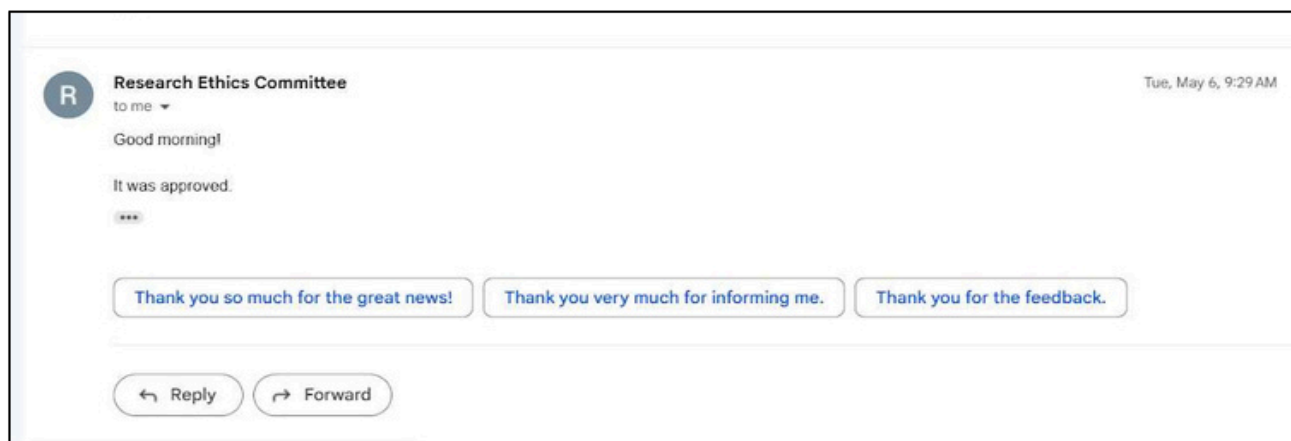 R
Research Ethics Committee
Tue, May 6, 9:29 AM
to me
Good morning!
It was approved.
Thank you so much for the great news!
Thank you very much for informing me.
Thank you for the feedback.
Reply
Forward